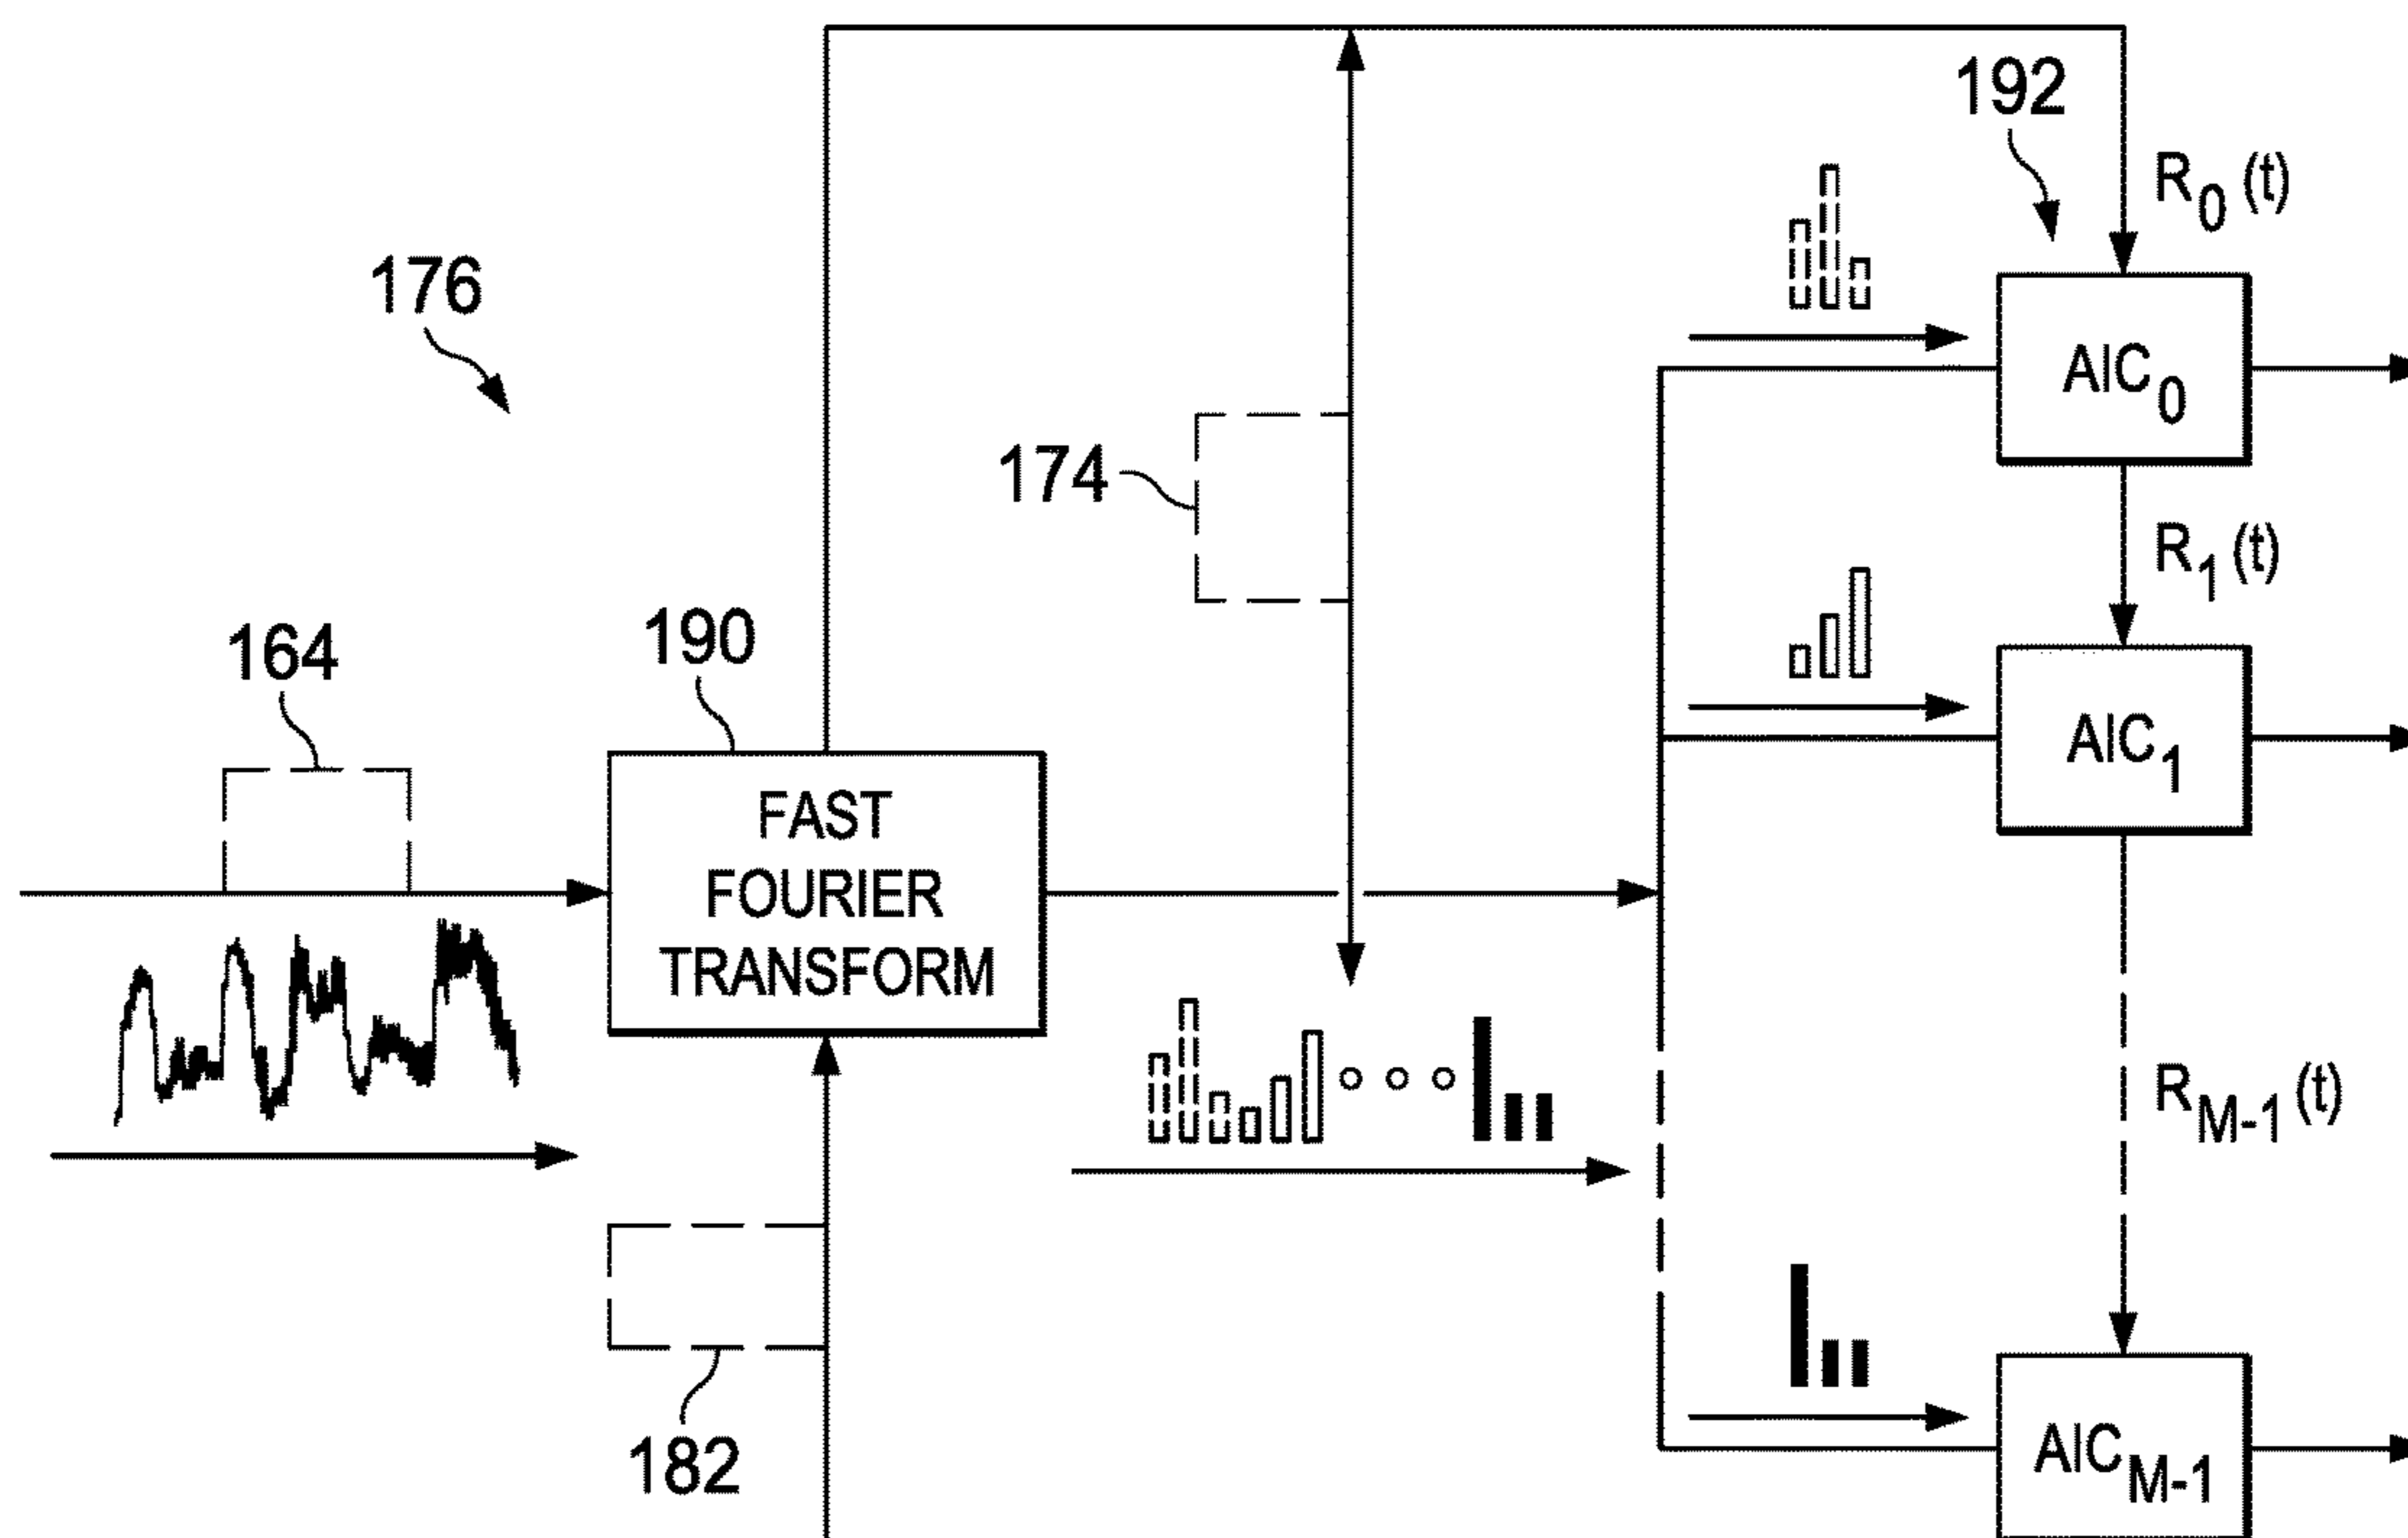 192
R0 (t)
176
AIC0
174
R1 (t)
164
190
AIC1
FAST
FOURIER
TRANSFORM
RM-1 (t)
182
AICM-1